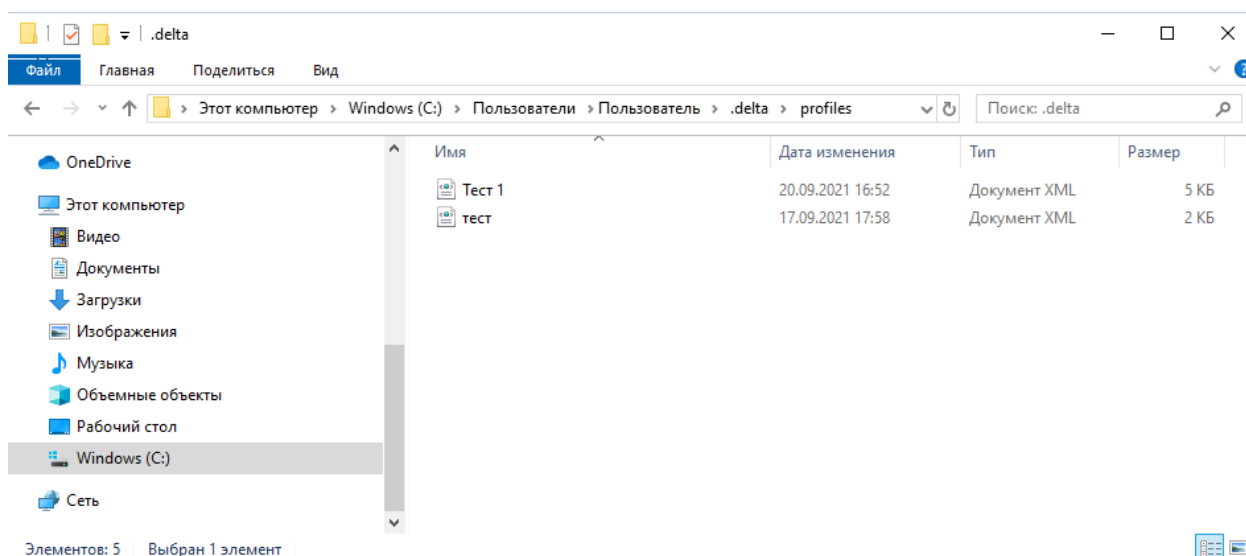 .delta
Файл Главная Поделиться Вид
Этот компьютер > Windows (C:) > Пользователи > Пользователь > .delta > profiles Поиск: .delta
Имя Дата изменения Тип Размер
OneDrive
Тест 1 20.09.2021 16:52 Документ XML 5 КБ
Этот компьютер
тест 17.09.2021 17:58 Документ XML 2 КБ
Видео
Документы
Загрузки
Изображения
Музыка
Объемные объекты
Рабочий стол
Windows (C:)
Сеть
Элементов: 5 Выбран 1 элемент